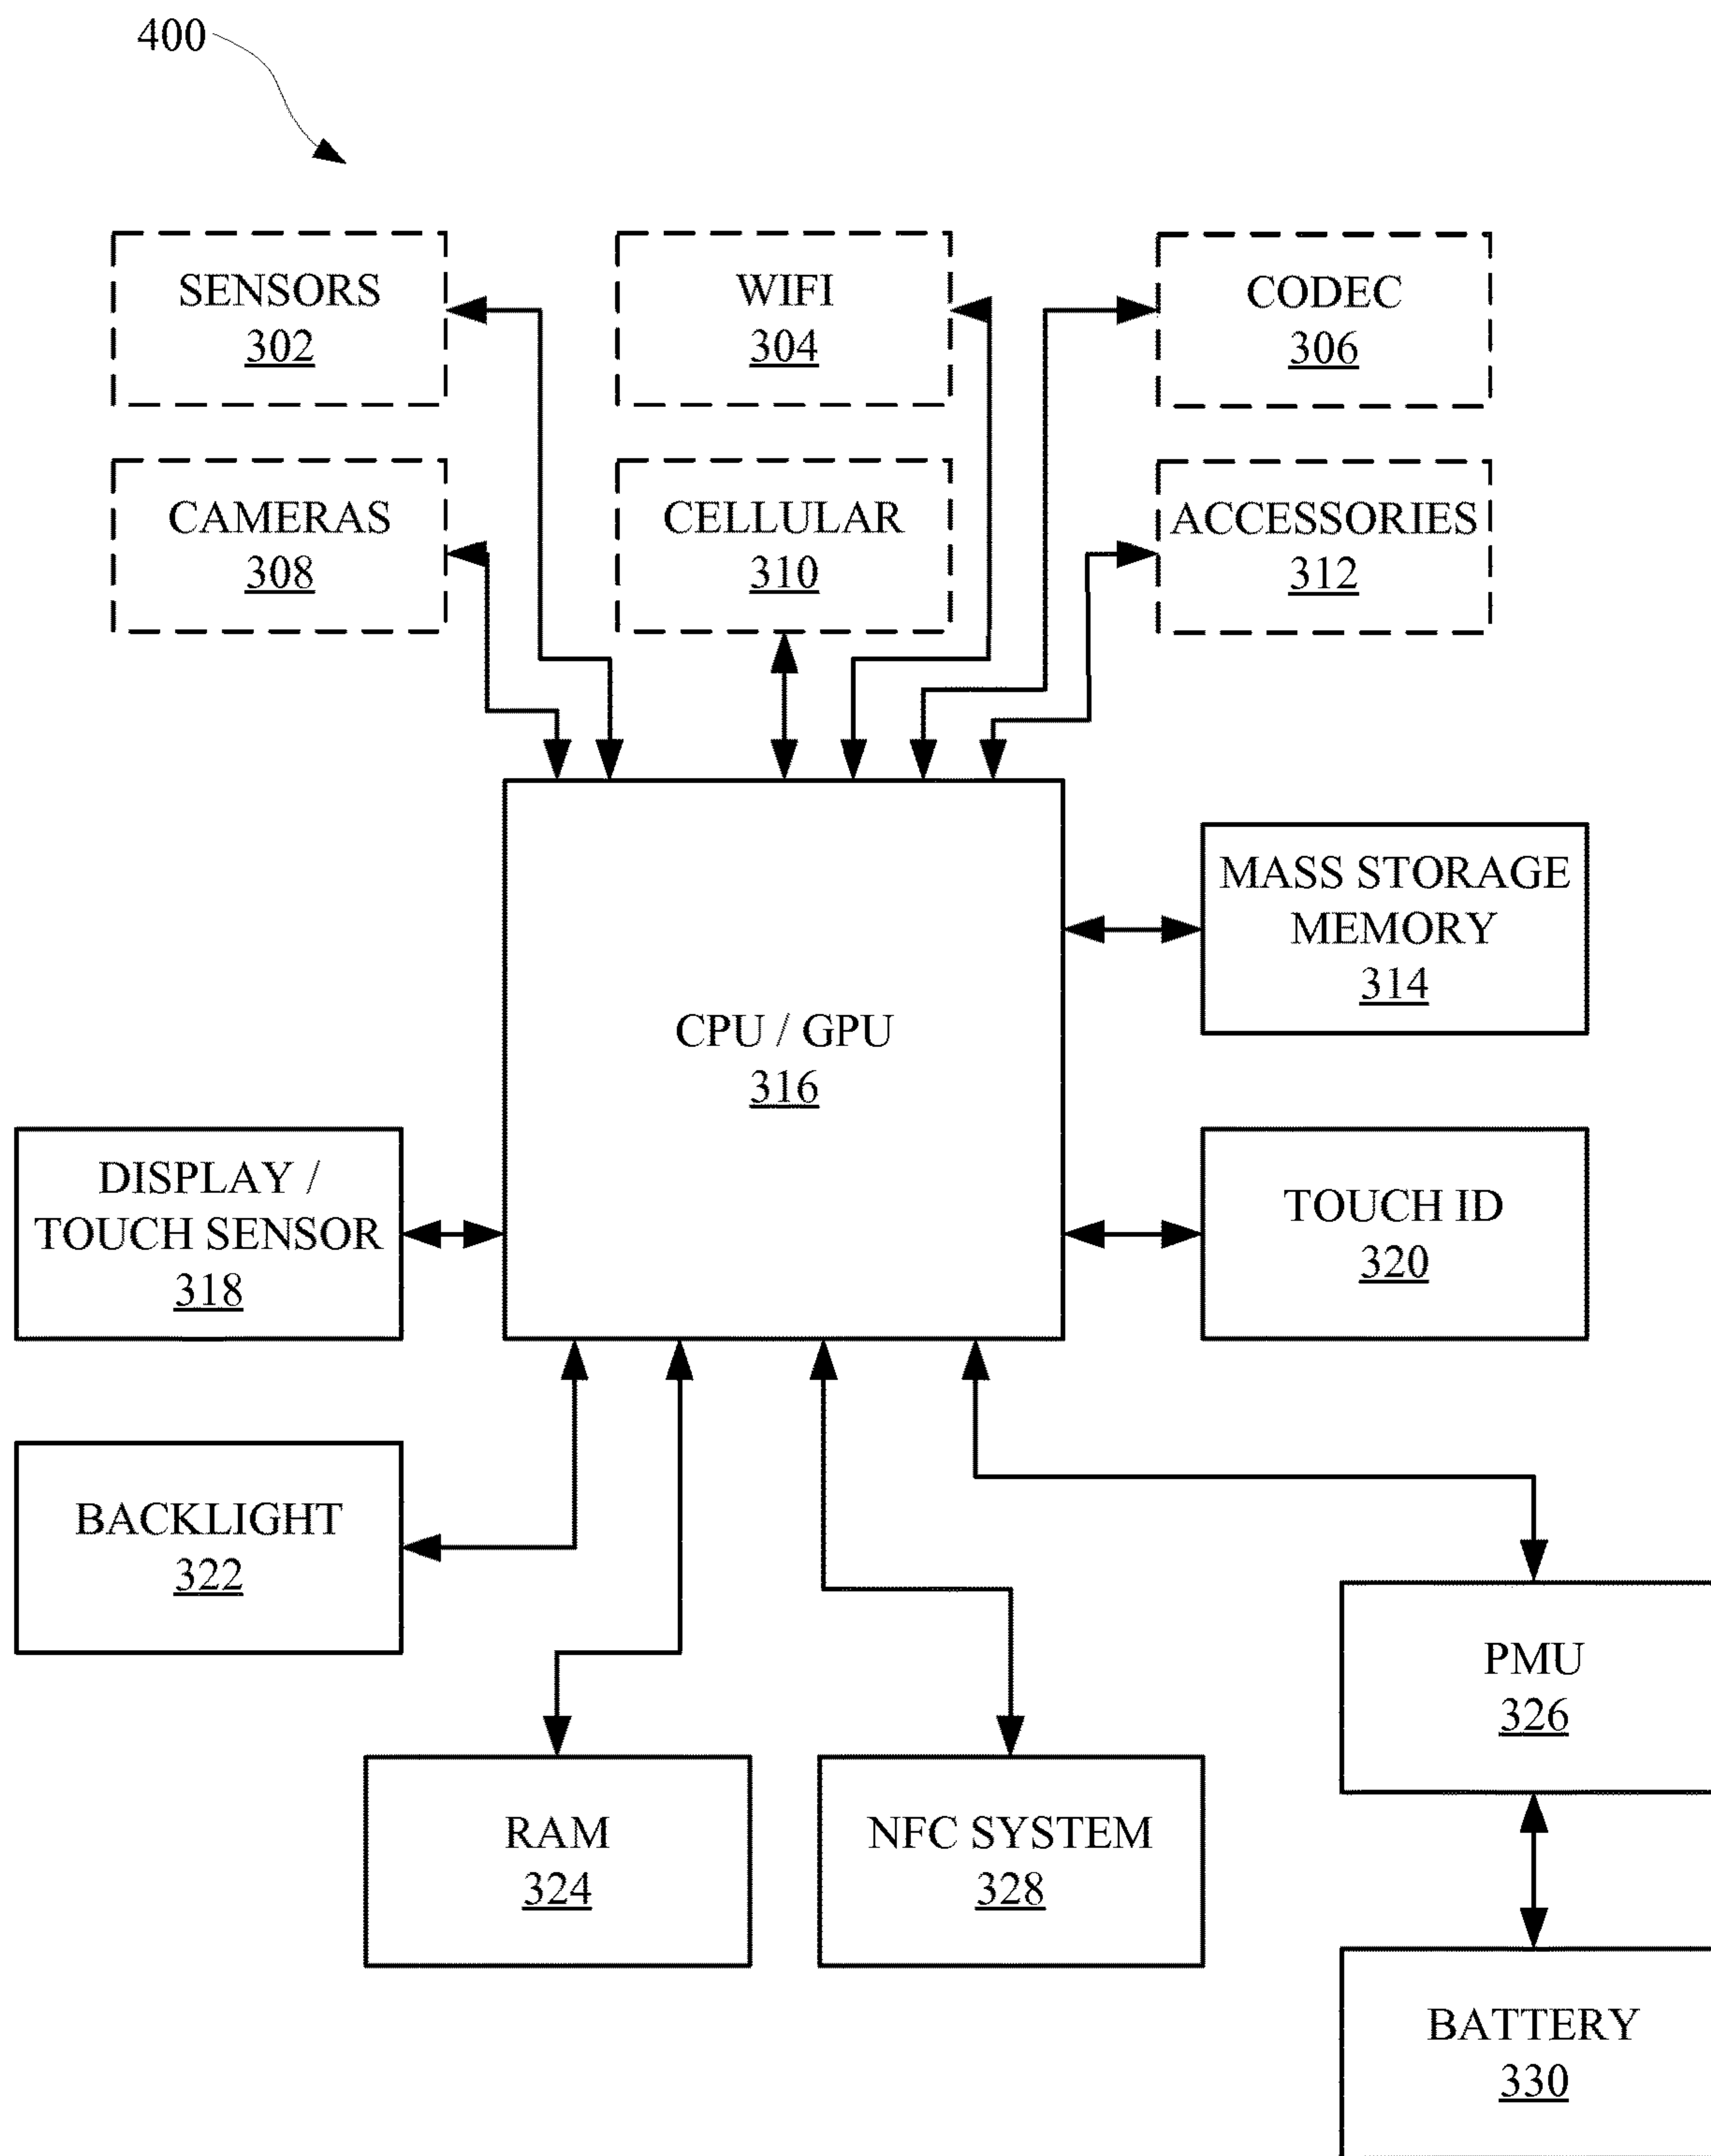 400
SENSORS
302
WIFI
304
CODEC
306
CAMERAS
308
CELLULAR
310
ACCESSORIES
312
MASS STORAGE
MEMORY
314
CPU / GPU
316
DISPLAY /
TOUCH SENSOR
318
TOUCH ID
320
BACKLIGHT
322
PMU
326
RAM
324
NFC SYSTEM
328
BATTERY
330